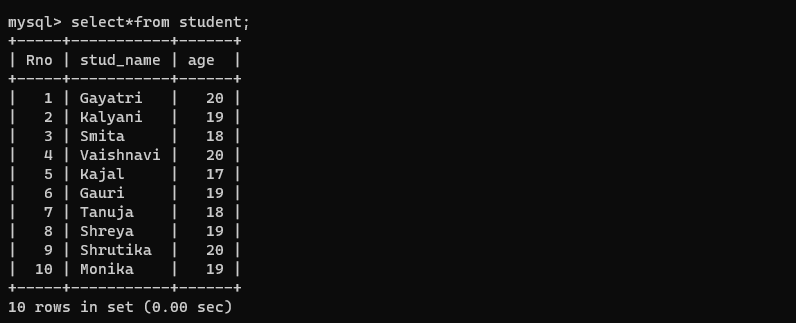 mysql> select*from student;
+-----+-----------+------+
| Rno | stud_name | age  |
+-----+-----------+------+
|   1 | Gayatri   |   20 |
|   2 | Kalyani   |   19 |
|   3 | Smita     |   18 |
|   4 | Vaishnavi |   20 |
|   5 | Kajal     |   17 |
|   6 | Gauri     |   19 |
|   7 | Tanuja    |   18 |
|   8 | Shreya    |   19 |
|   9 | Shrutika  |   20 |
|  10 | Monika    |   19 |
+-----+-----------+------+
10 rows in set (0.00 sec)